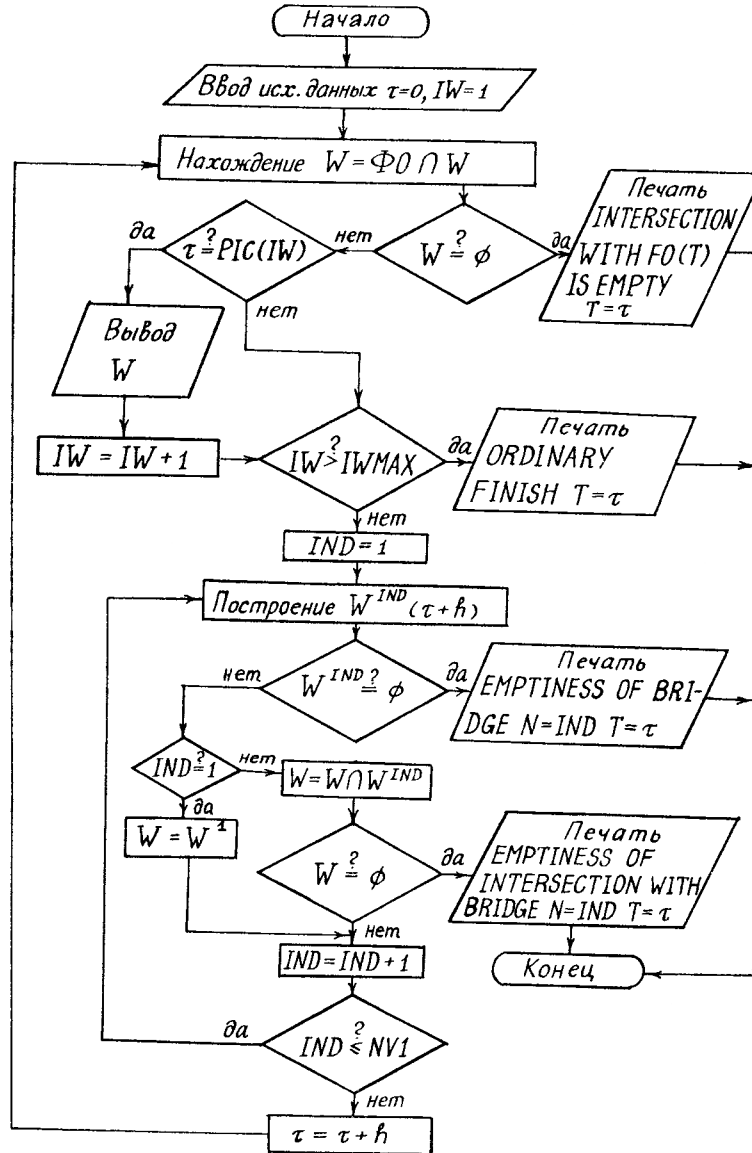 Начало
Ввод исх. данных τ=0, IW=1
Нахождение W=ΦO∩W
W ≟ ϕ
да
Печать
INTERSECTION
WITH FO(T)
IS EMPTY
T=τ
нет
τ ≟ PIC(IW)
да
Вывод
W
нет
IW=IW+1
IW >? IWMAX
да
Печать
ORDINARY
FINISH T=τ
нет
IND=1
Построение W^IND (τ+h)
W^IND ≟ ϕ
да
Печать
EMPTINESS OF BRI-
DGE N=IND T=τ
нет
IND ≟ 1
нет
W=W∩W^IND
да
W=W^1
W ≟ ϕ
да
Печать
EMPTINESS OF
INTERSECTION WITH
BRIDGE N=IND T=τ
нет
IND=IND+1
Конец
IND ≤? NV1
да
нет
τ=τ+h